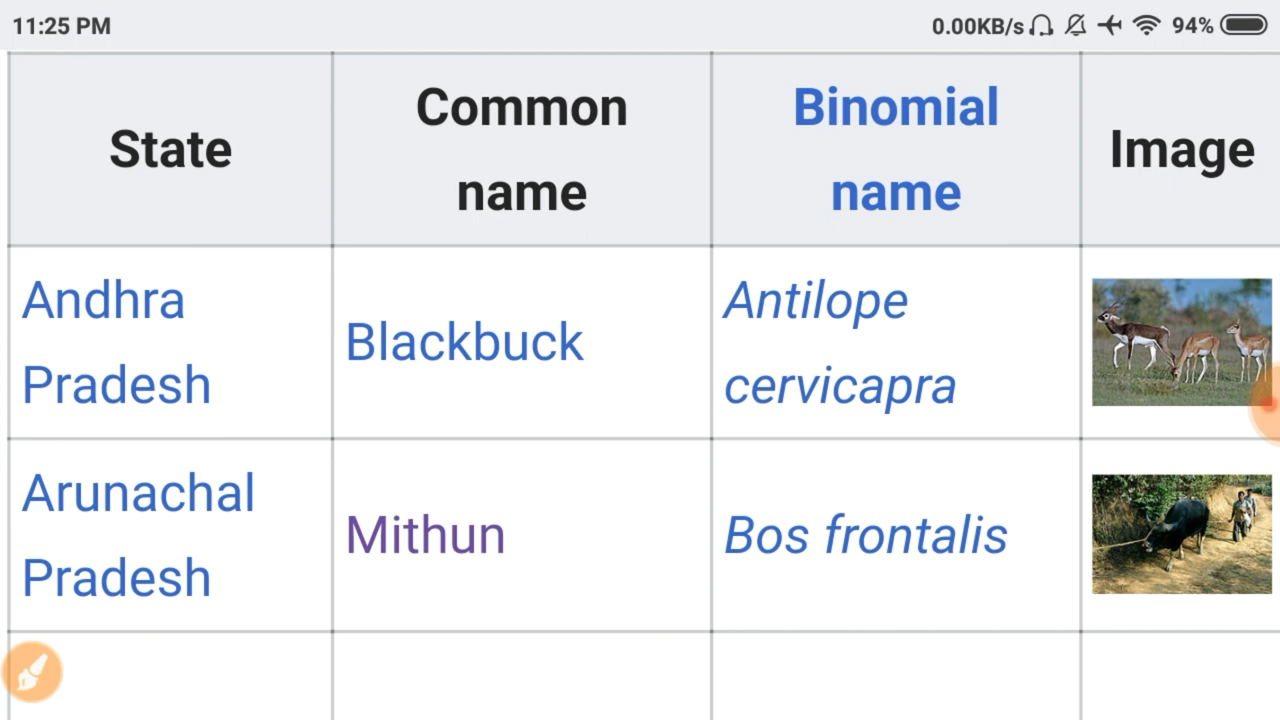 11:25 PM 0.00KB/s 94%
State
Common
name
Binomial
name
Image
Andhra
Pradesh
Blackbuck
Antilope
cervicapra
Arunachal
Pradesh
Mithun
Bos frontalis